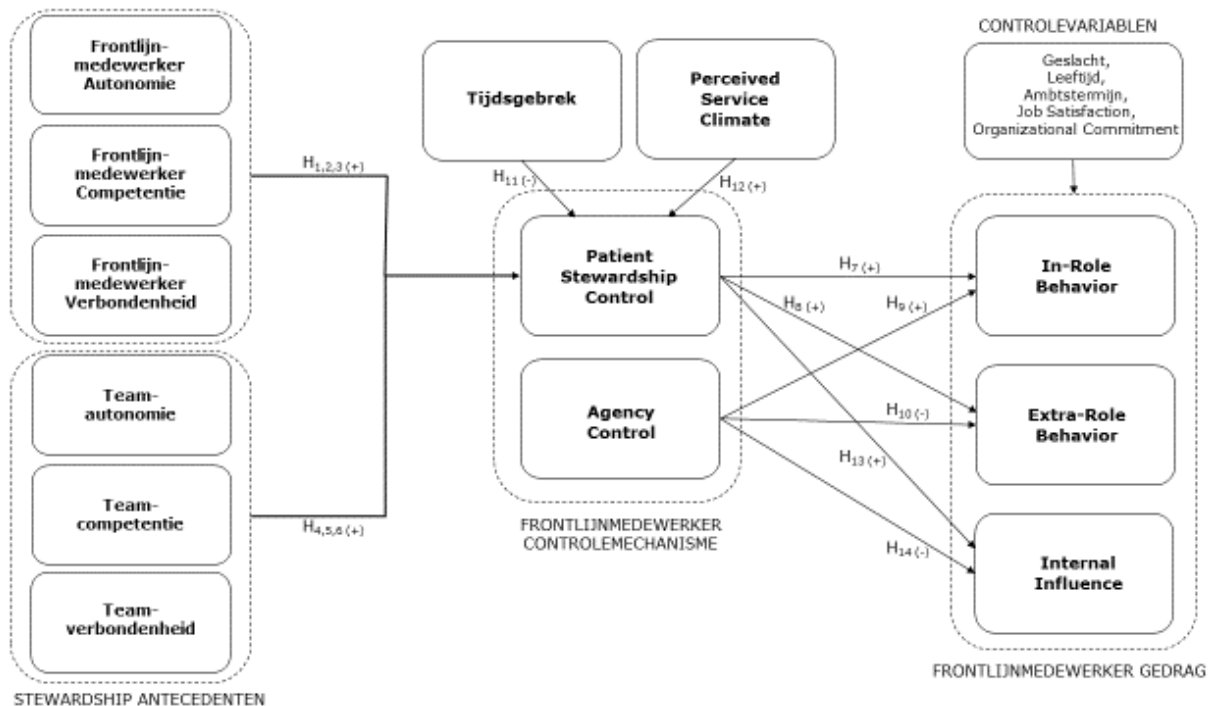 Frontlijn-
medewerker
Autonomie
Frontlijn-
medewerker
Competentie
Frontlijn-
medewerker
Verbondenheid
Team-
autonomie
Team-
competentie
Team-
verbondenheid
STEWARDSHIP ANTECEDENTEN
H1,2,3 (+)
H4,5,6 (+)
Tijdsgebrek
Perceived
Service
Climate
H11 (-)
H12 (+)
Patient
Stewardship
Control
Agency
Control
FRONTLIJNMEDEWERKER
CONTROLEMECHANISME
H7 (+)
H8 (+)
H9 (+)
H10 (-)
H13 (+)
H14 (-)
CONTROLEVARIABLEN
Geslacht,
Leeftijd,
Ambtstermijn,
Job Satisfaction,
Organizational Commitment
In-Role
Behavior
Extra-Role
Behavior
Internal
Influence
FRONTLIJNMEDEWERKER GEDRAG